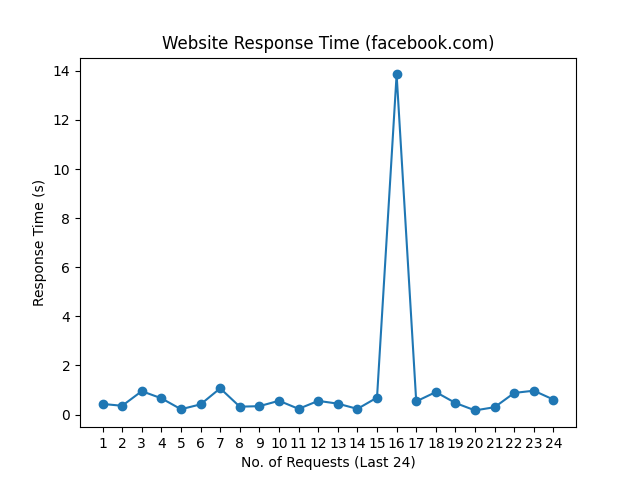 Website Response Time (facebook.com)
14
12
10
8
6
4
2
0
Response Time (s)
1 2 3 4 5 6 7 8 9 10 11 12 13 14 15 16 17 18 19 20 21 22 23 24
No. of Requests (Last 24)